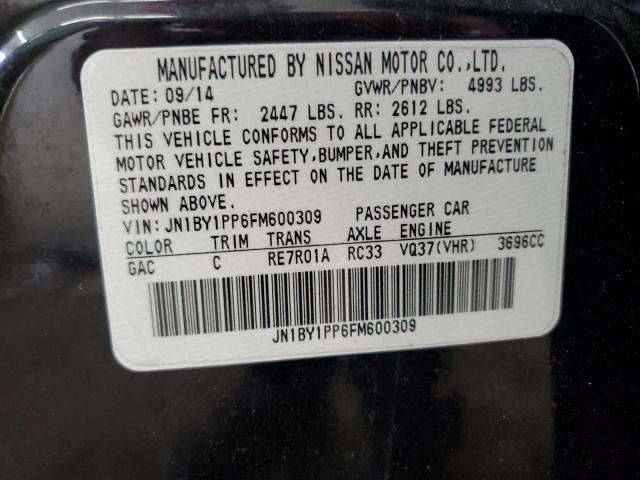 MANUFACTURED BY NISSAN MOTOR CO.,LTD.
DATE: 09/14 GVWR/PNBV: 4993 LBS.
GAWR/PNBE FR: 2447 LBS. RR: 2612 LBS.
THIS VEHICLE CONFORMS TO ALL APPLICABLE FEDERAL
MOTOR VEHICLE SAFETY,BUMPER,AND THEFT PREVENTION
STANDARDS IN EFFECT ON THE DATE OF MANUFACTURE
SHOWN ABOVE.
VIN: JN1BY1PP6FM600309 PASSENGER CAR
COLOR TRIM TRANS AXLE ENGINE
GAC C RE7R01A RC33 VQ37(VHR) 3696CC
JN1BY1PP6FM600309